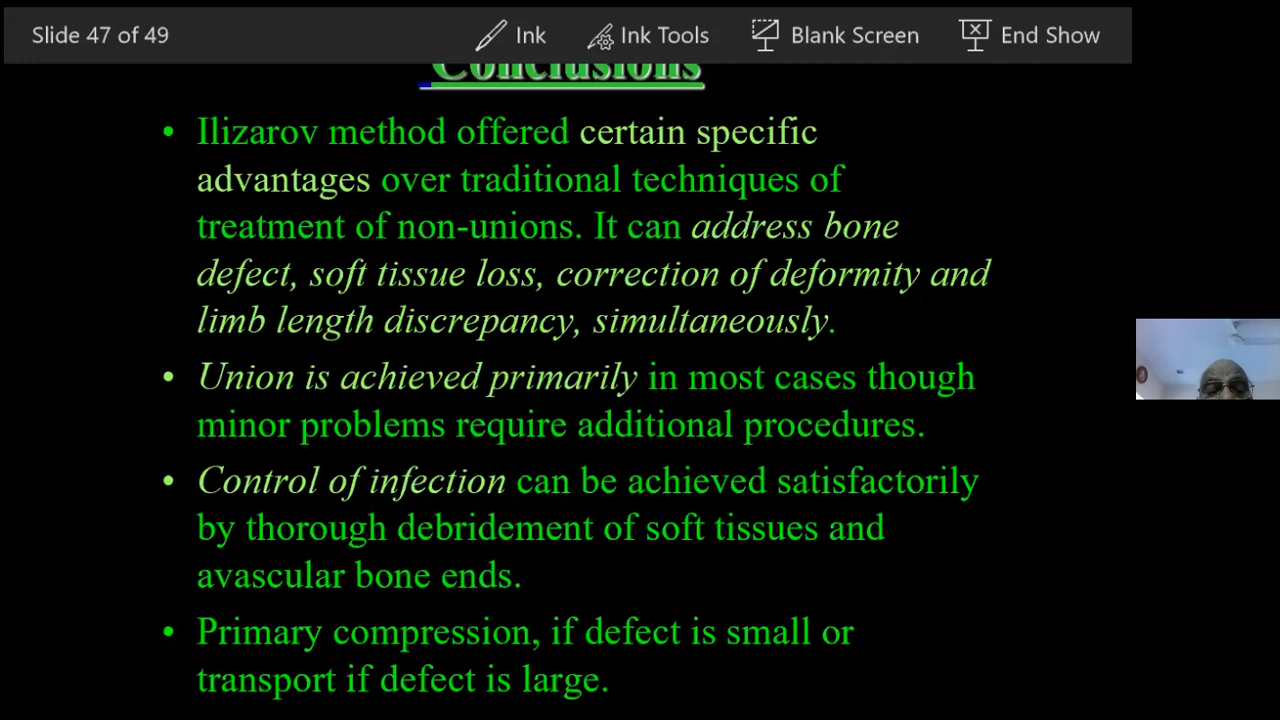 Slide 47 of 49 Ink Ink Tools Blank Screen End Show
Conclusions
• Ilizarov method offered certain specific
advantages over traditional techniques of
treatment of non-unions. It can address bone
defect, soft tissue loss, correction of deformity and
limb length discrepancy, simultaneously.
• Union is achieved primarily in most cases though
minor problems require additional procedures.
• Control of infection can be achieved satisfactorily
by thorough debridement of soft tissues and
avascular bone ends.
• Primary compression, if defect is small or
transport if defect is large.